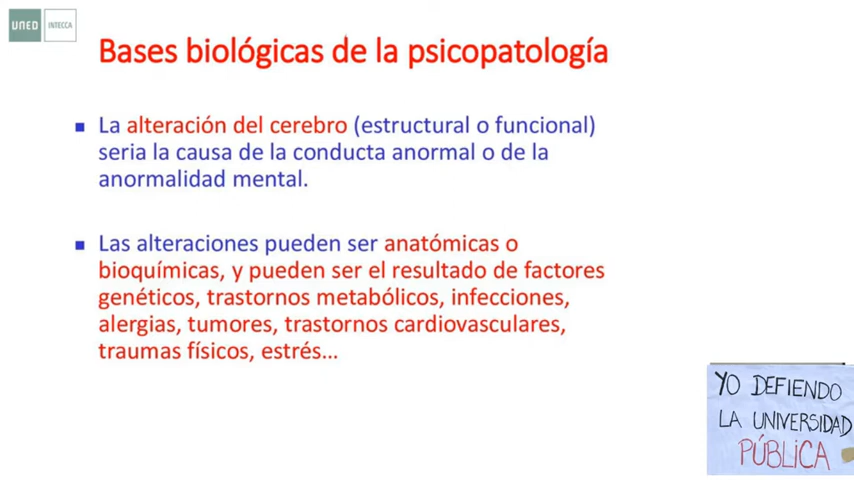 UNED INTECCA
Bases biológicas de la psicopatología
La alteración del cerebro (estructural o funcional)
seria la causa de la conducta anormal o de la
anormalidad mental.
Las alteraciones pueden ser anatómicas o
bioquímicas, y pueden ser el resultado de factores
genéticos, trastornos metabólicos, infecciones,
alergias, tumores, trastornos cardiovasculares,
traumas físicos, estrés...
YO DEFIENDO
LA UNIVERSIDAD
PÚBLICA